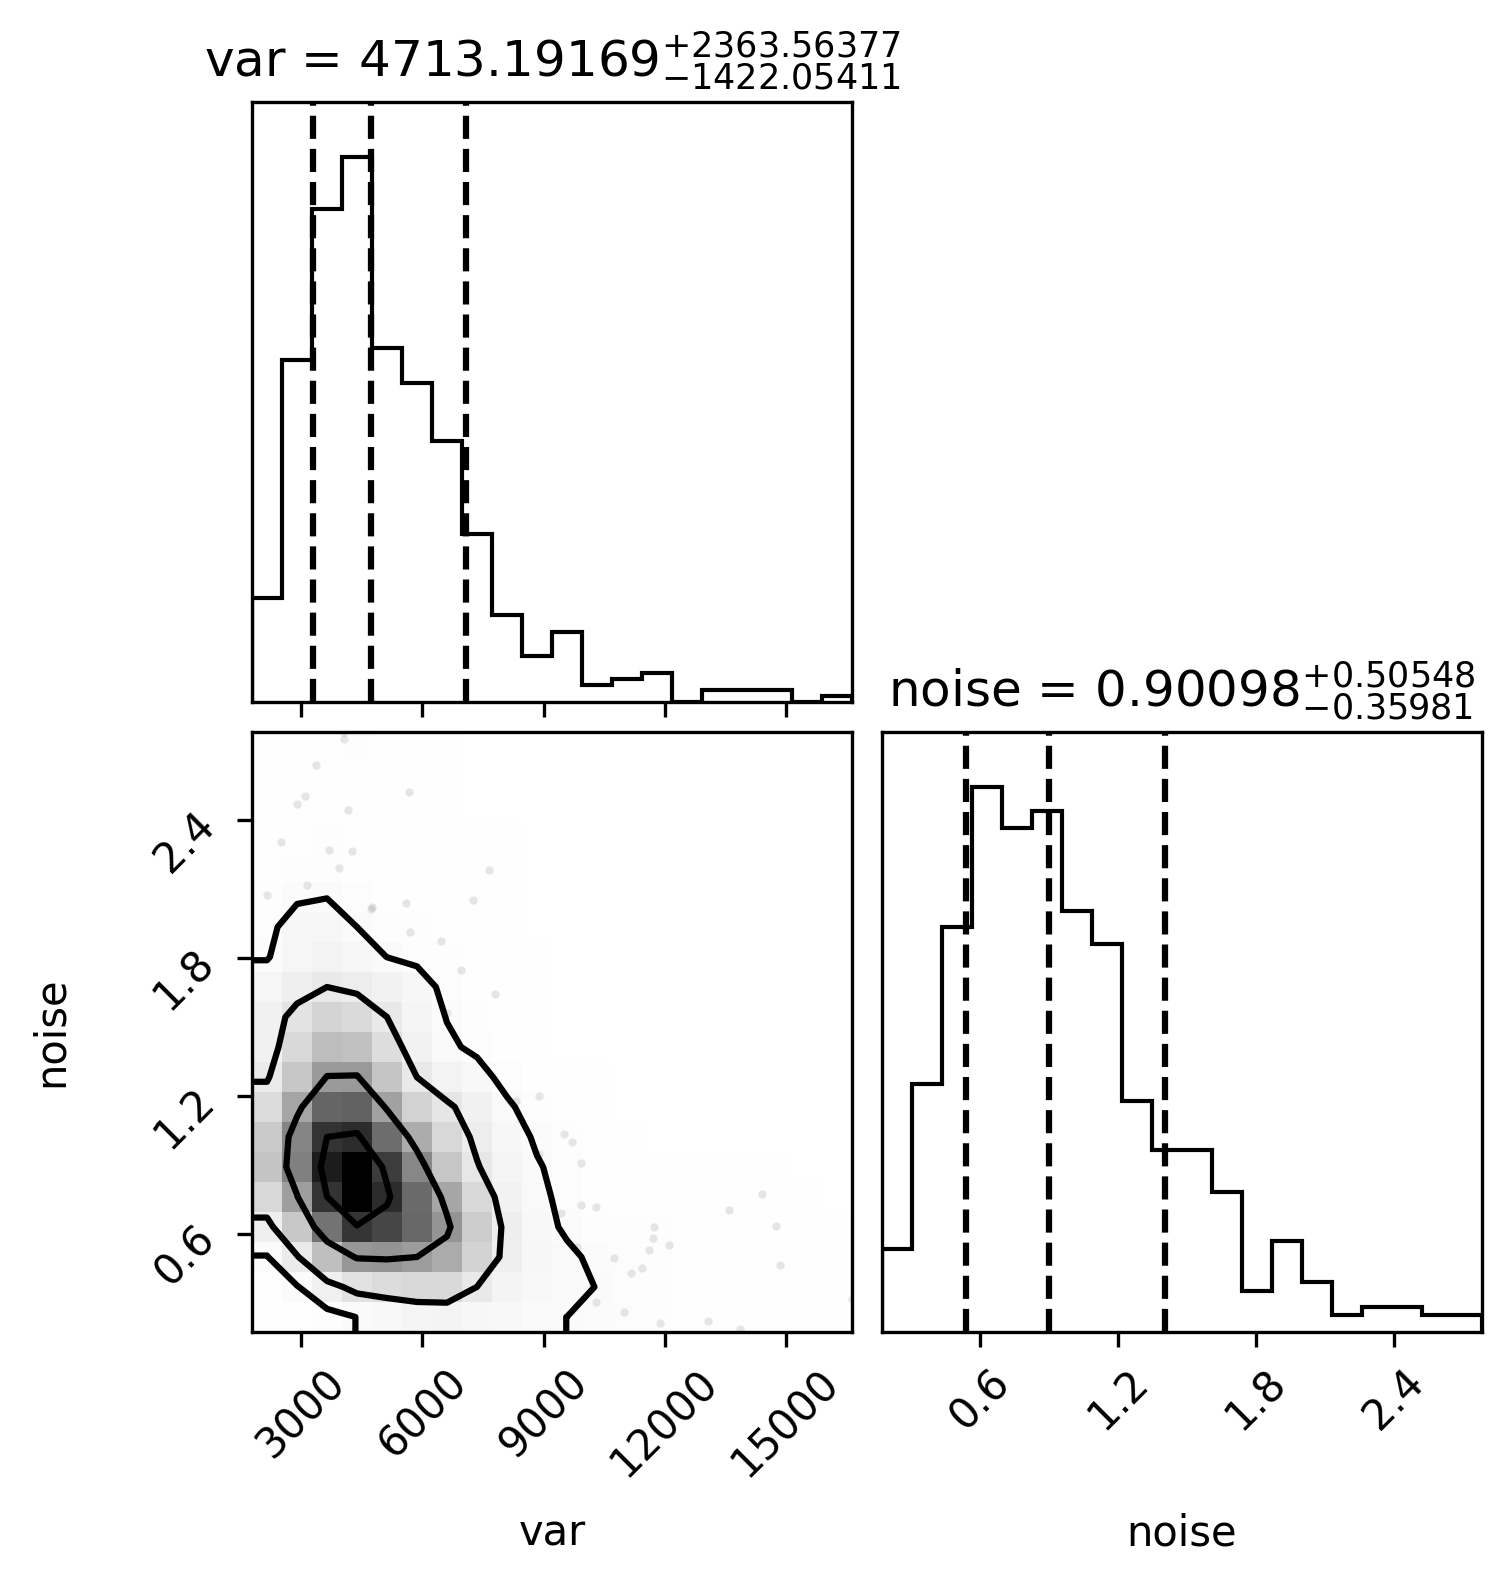 var = 4713.19169+2363.56377−1422.05411
noise = 0.90098+0.50548−0.35981
noise
2.4
1.8
1.2
0.6
3000 6000 9000 12000 15000
var
0.6 1.2 1.8 2.4
noise